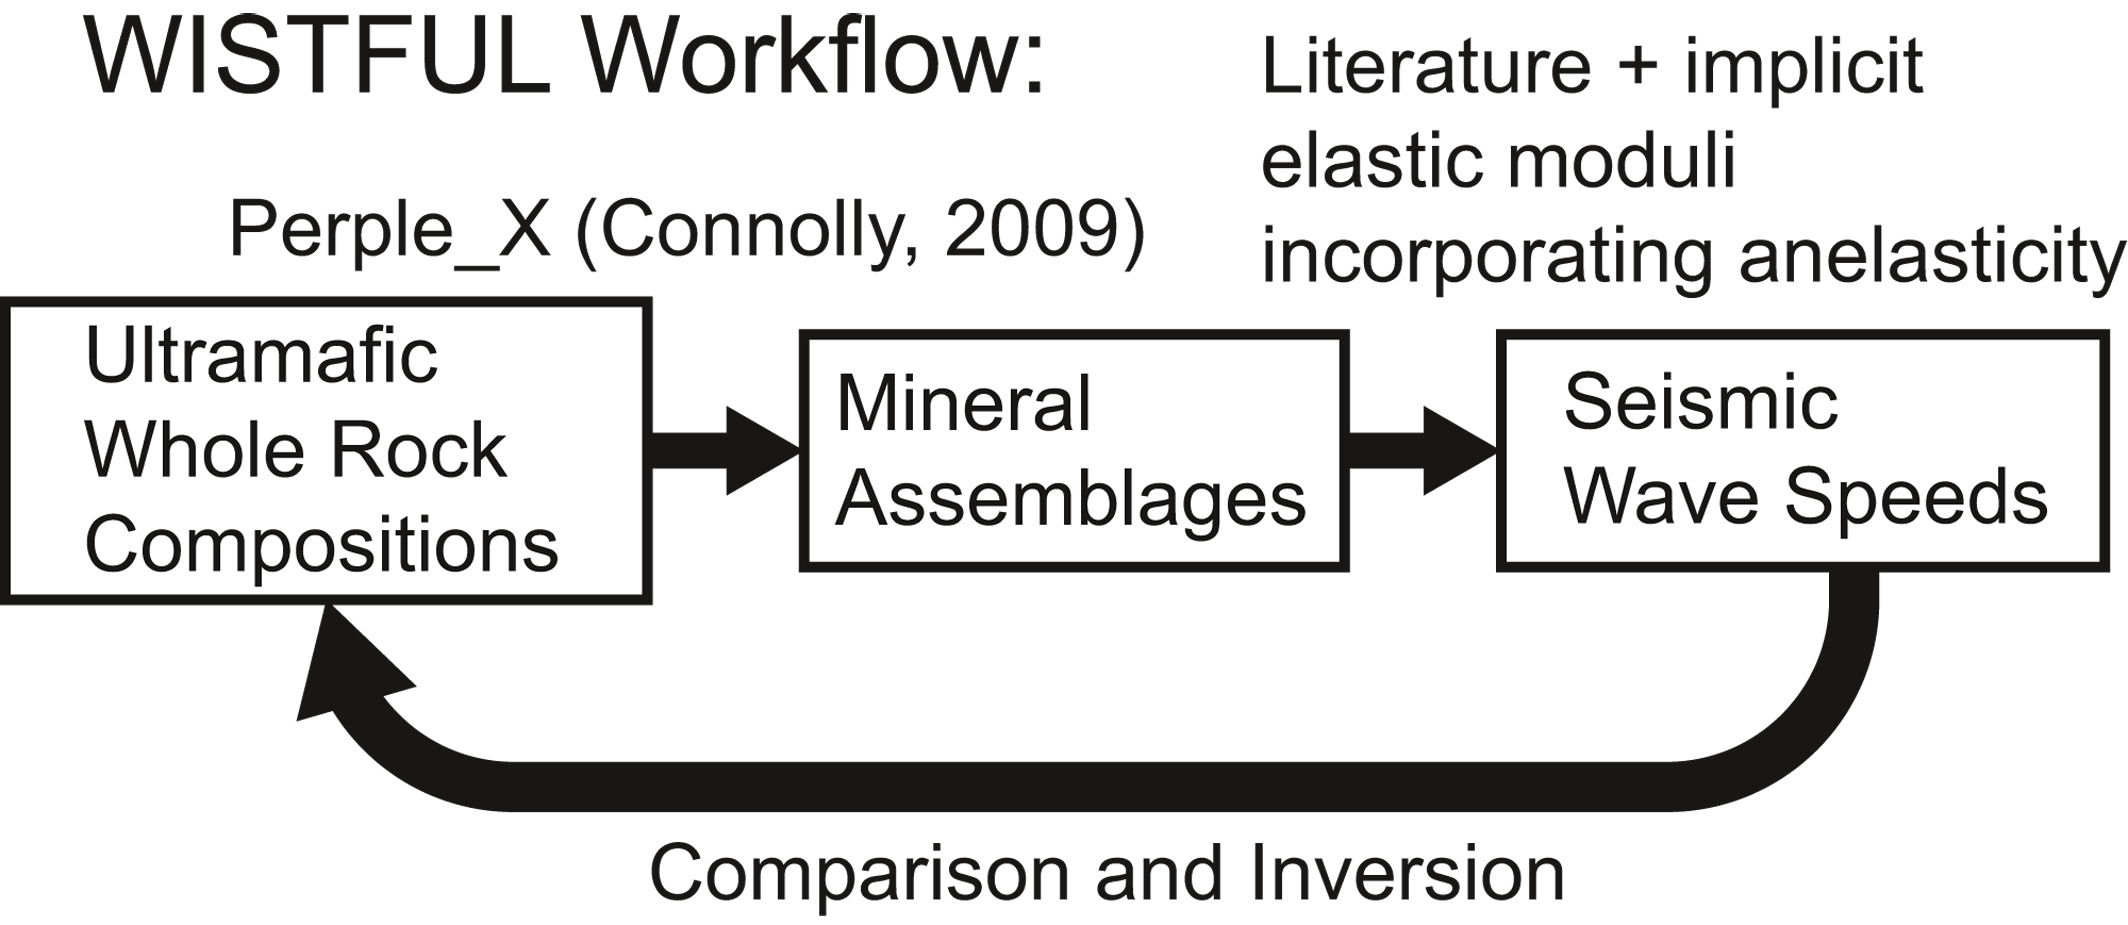 WISTFUL Workflow:
Literature + implicit
elastic moduli
incorporating anelasticity
Perple_X (Connolly, 2009)
Ultramafic
Whole Rock
Compositions
Mineral
Assemblages
Seismic
Wave Speeds
Comparison and Inversion